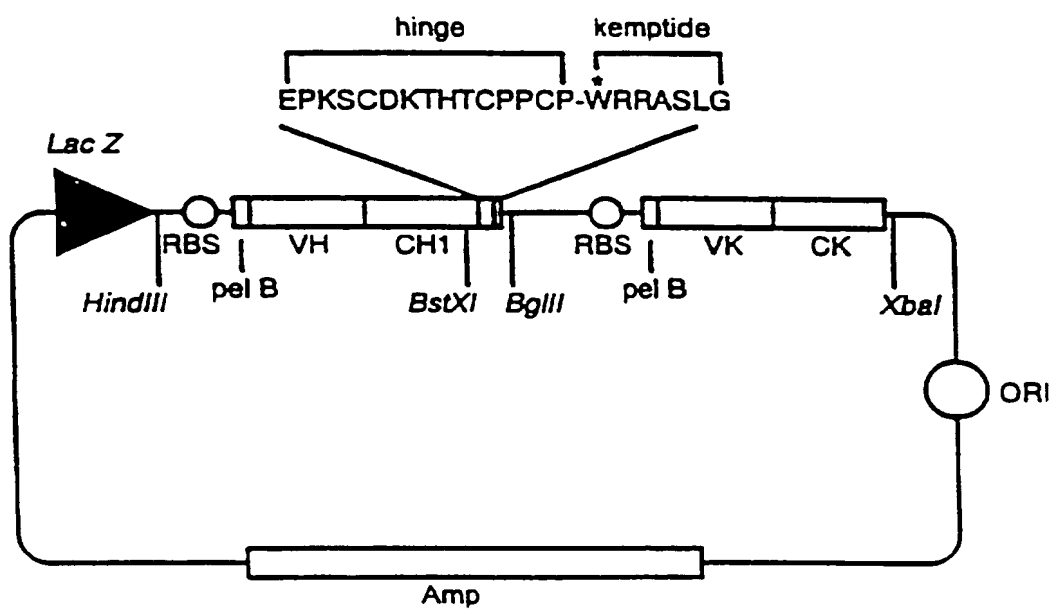 hinge kemptide
*
EPKSCDKTHTCPPCP-WRRASLG
Lac Z
RBS VH CH1 RBS VK CK
pel B pel B
HindIII BstXI BglII XbaI
ORI
Amp